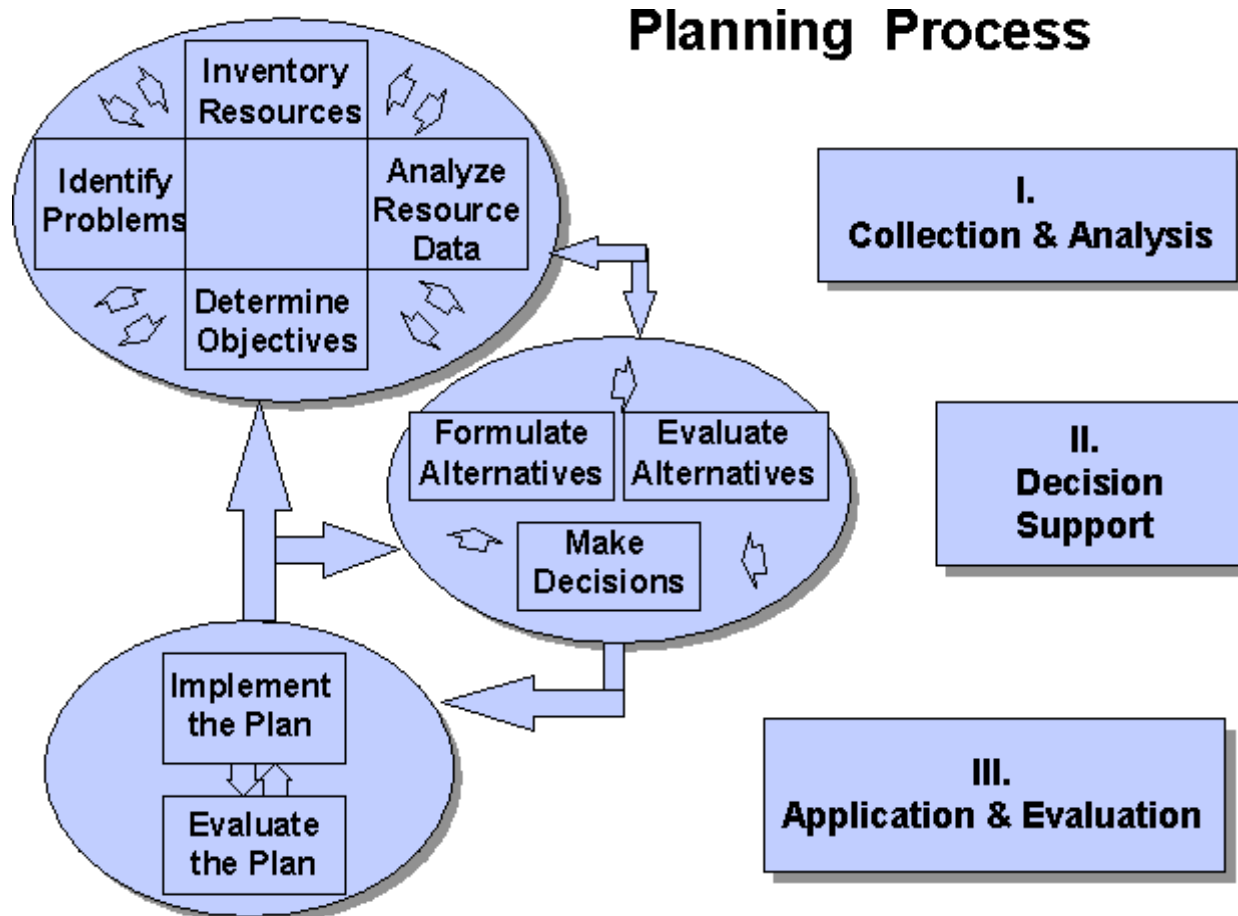 Planning Process
Inventory
Resources
Identify
Problems
Analyze
Resource
Data
Determine
Objectives
I.
Collection & Analysis
Formulate
Alternatives
Evaluate
Alternatives
Make
Decisions
II.
Decision
Support
Implement
the Plan
Evaluate
the Plan
III.
Application & Evaluation